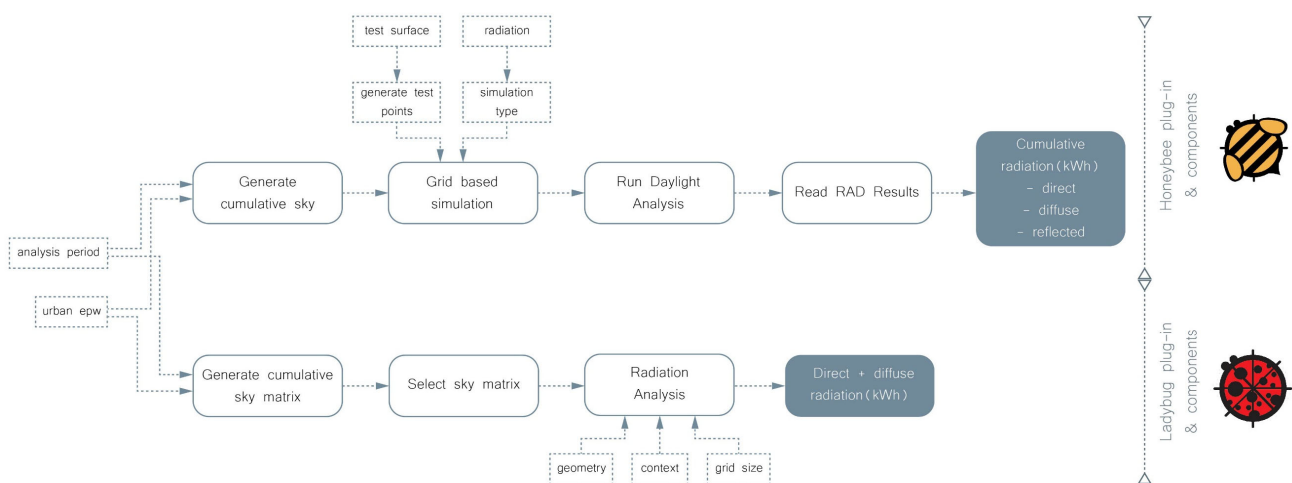 test surface
radiation
generate test
points
simulation
type
Generate
cumulative sky
Grid based
simulation
Run Daylight
Analysis
Read RAD Results
Cumulative
radiation(kWh)
- direct
- diffuse
- reflected
Honeybee plug-in
& components
analysis period
urban epw
Generate cumulative
sky matrix
Select sky matrix
Radiation
Analysis
Direct + diffuse
radiation(kWh)
geometry
context
grid size
Ladybug plug-in
& components